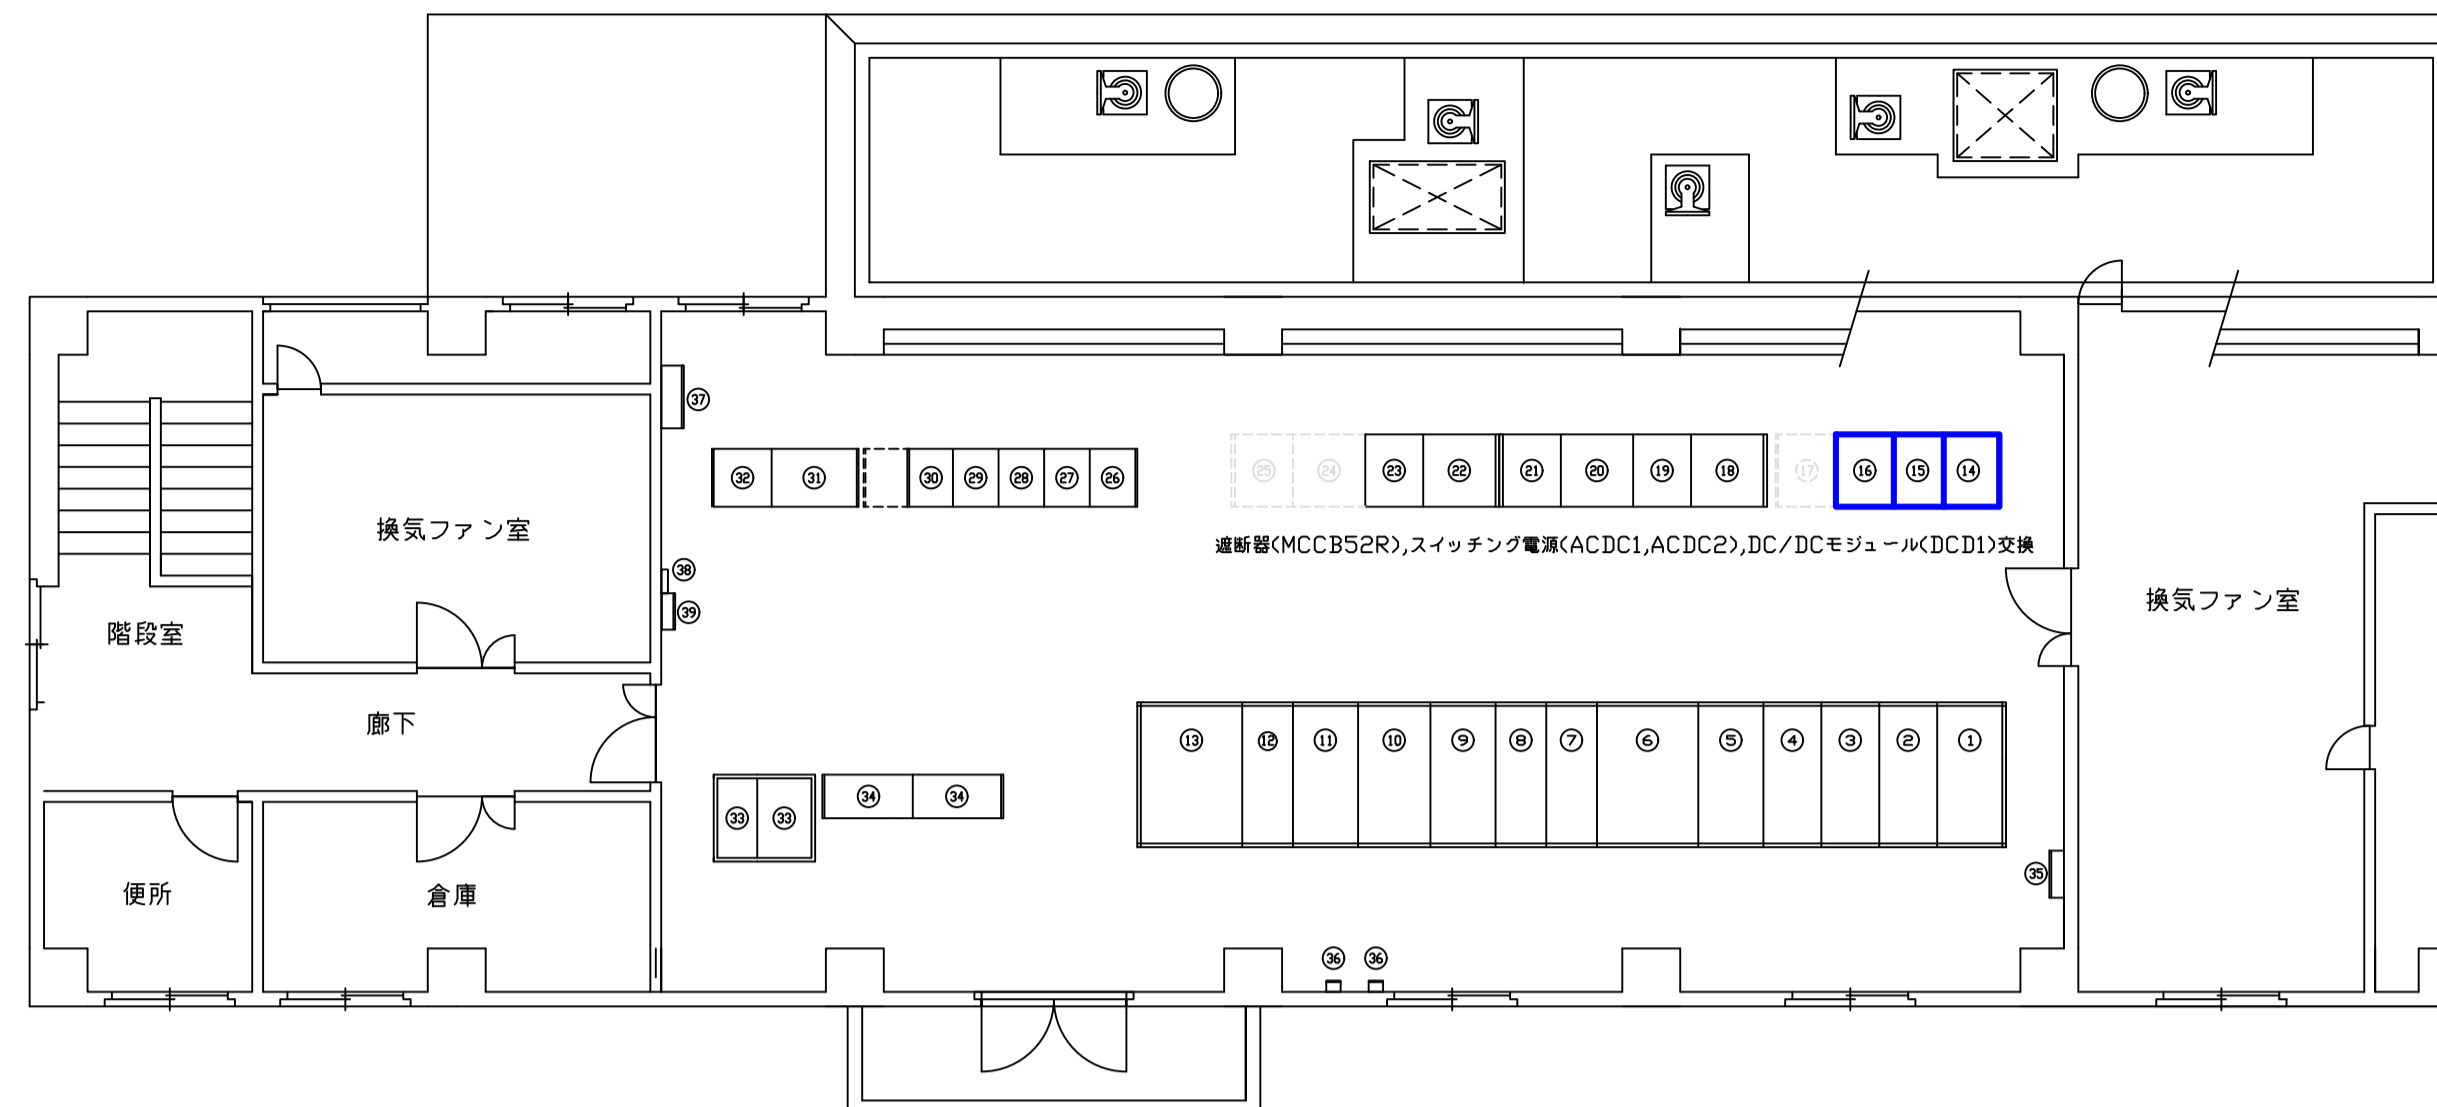 ㊲
㉕ ㉔ ㉓ ㉒ ㉑ ⑳ ⑲ ⑱ ⑰ ⑯ ⑮ ⑭
㉜ ㉛ ㉚ ㉙ ㉘ ㉗ ㉖
換気ファン室
遮断器(MCCB52R),スイッチング電源(ACDC1,ACDC2),DC/DCモジュール(DCD1)交換
㊳
㊴
換気ファン室
階段室
廊下
⑬ ⑫ ⑪ ⑩ ⑨ ⑧ ⑦ ⑥ ⑤ ④ ③ ② ①
㉞ ㉞
㉝ ㉝
㉟
便所
倉庫
㊱ ㊱